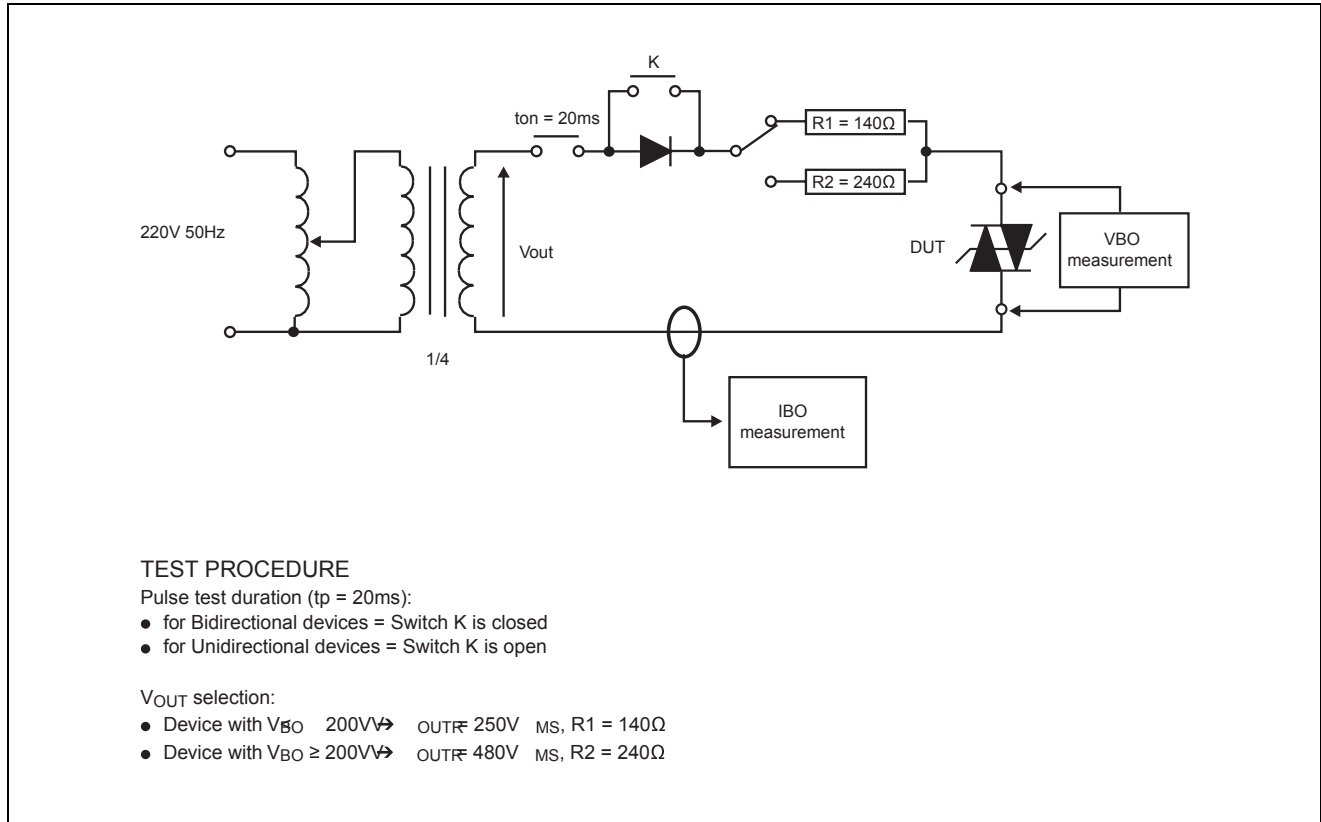 K
ton = 20ms
R1 = 140Ω
R2 = 240Ω
220V 50Hz
Vout
DUT
VBO
measurement
1/4
IBO
measurement
TEST PROCEDURE
Pulse test duration (tp = 20ms):
● for Bidirectional devices = Switch K is closed
● for Unidirectional devices = Switch K is open
VOUT selection:
● Device with VBO 200V OUT = 250V MS, R1 = 140Ω
● Device with VBO ≥ 200V OUT = 480V MS, R2 = 240Ω